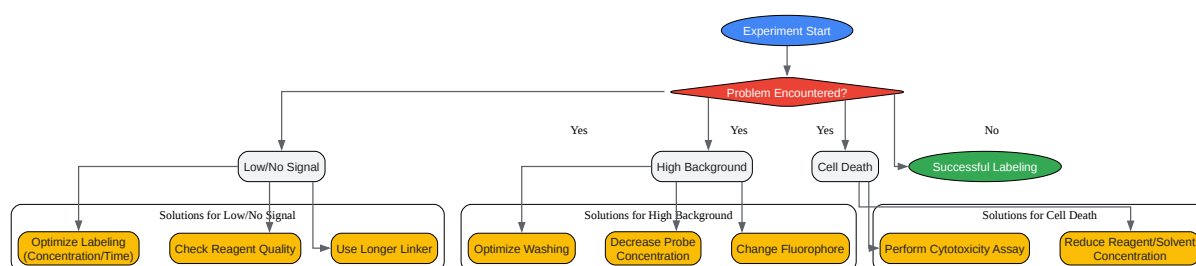 Experiment Start
Problem Encountered?
Yes
Yes
Yes
No
Low/No Signal
High Background
Cell Death
Successful Labeling
Solutions for Low/No Signal
Solutions for High Background
Solutions for Cell Death
Optimize Labeling
(Concentration/Time)
Check Reagent Quality
Use Longer Linker
Optimize Washing
Decrease Probe
Concentration
Change Fluorophore
Perform Cytotoxicity Assay
Reduce Reagent/Solvent
Concentration